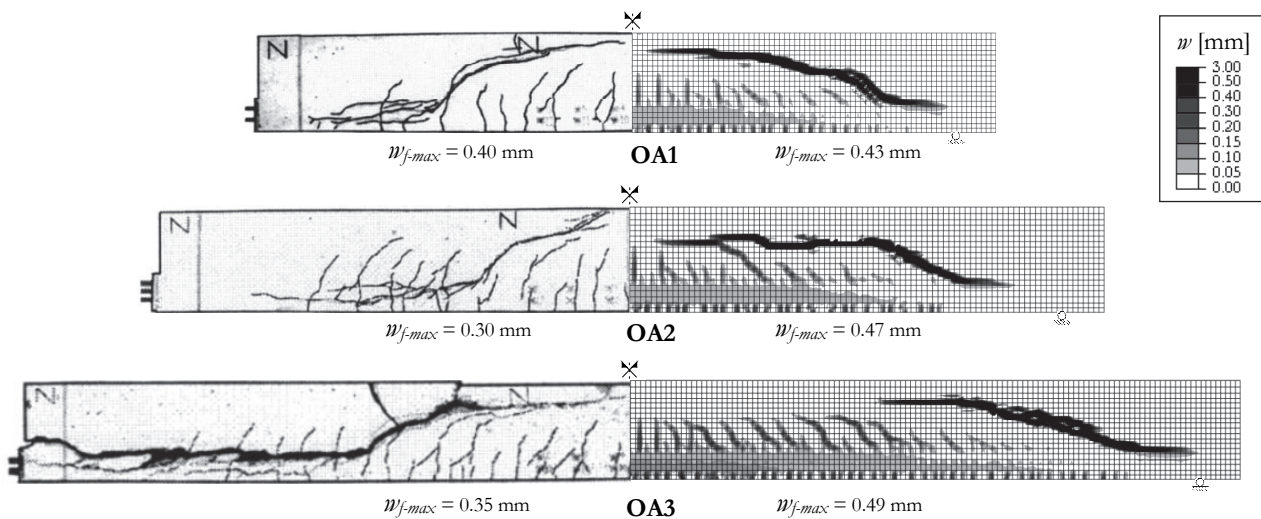 w [mm]
3.00
0.50
0.40
0.30
0.20
0.15
0.10
0.05
0.00
N N
w_f-max = 0.40 mm OA1 w_f-max = 0.43 mm
N N
w_f-max = 0.30 mm OA2 w_f-max = 0.47 mm
N N
w_f-max = 0.35 mm OA3 w_f-max = 0.49 mm